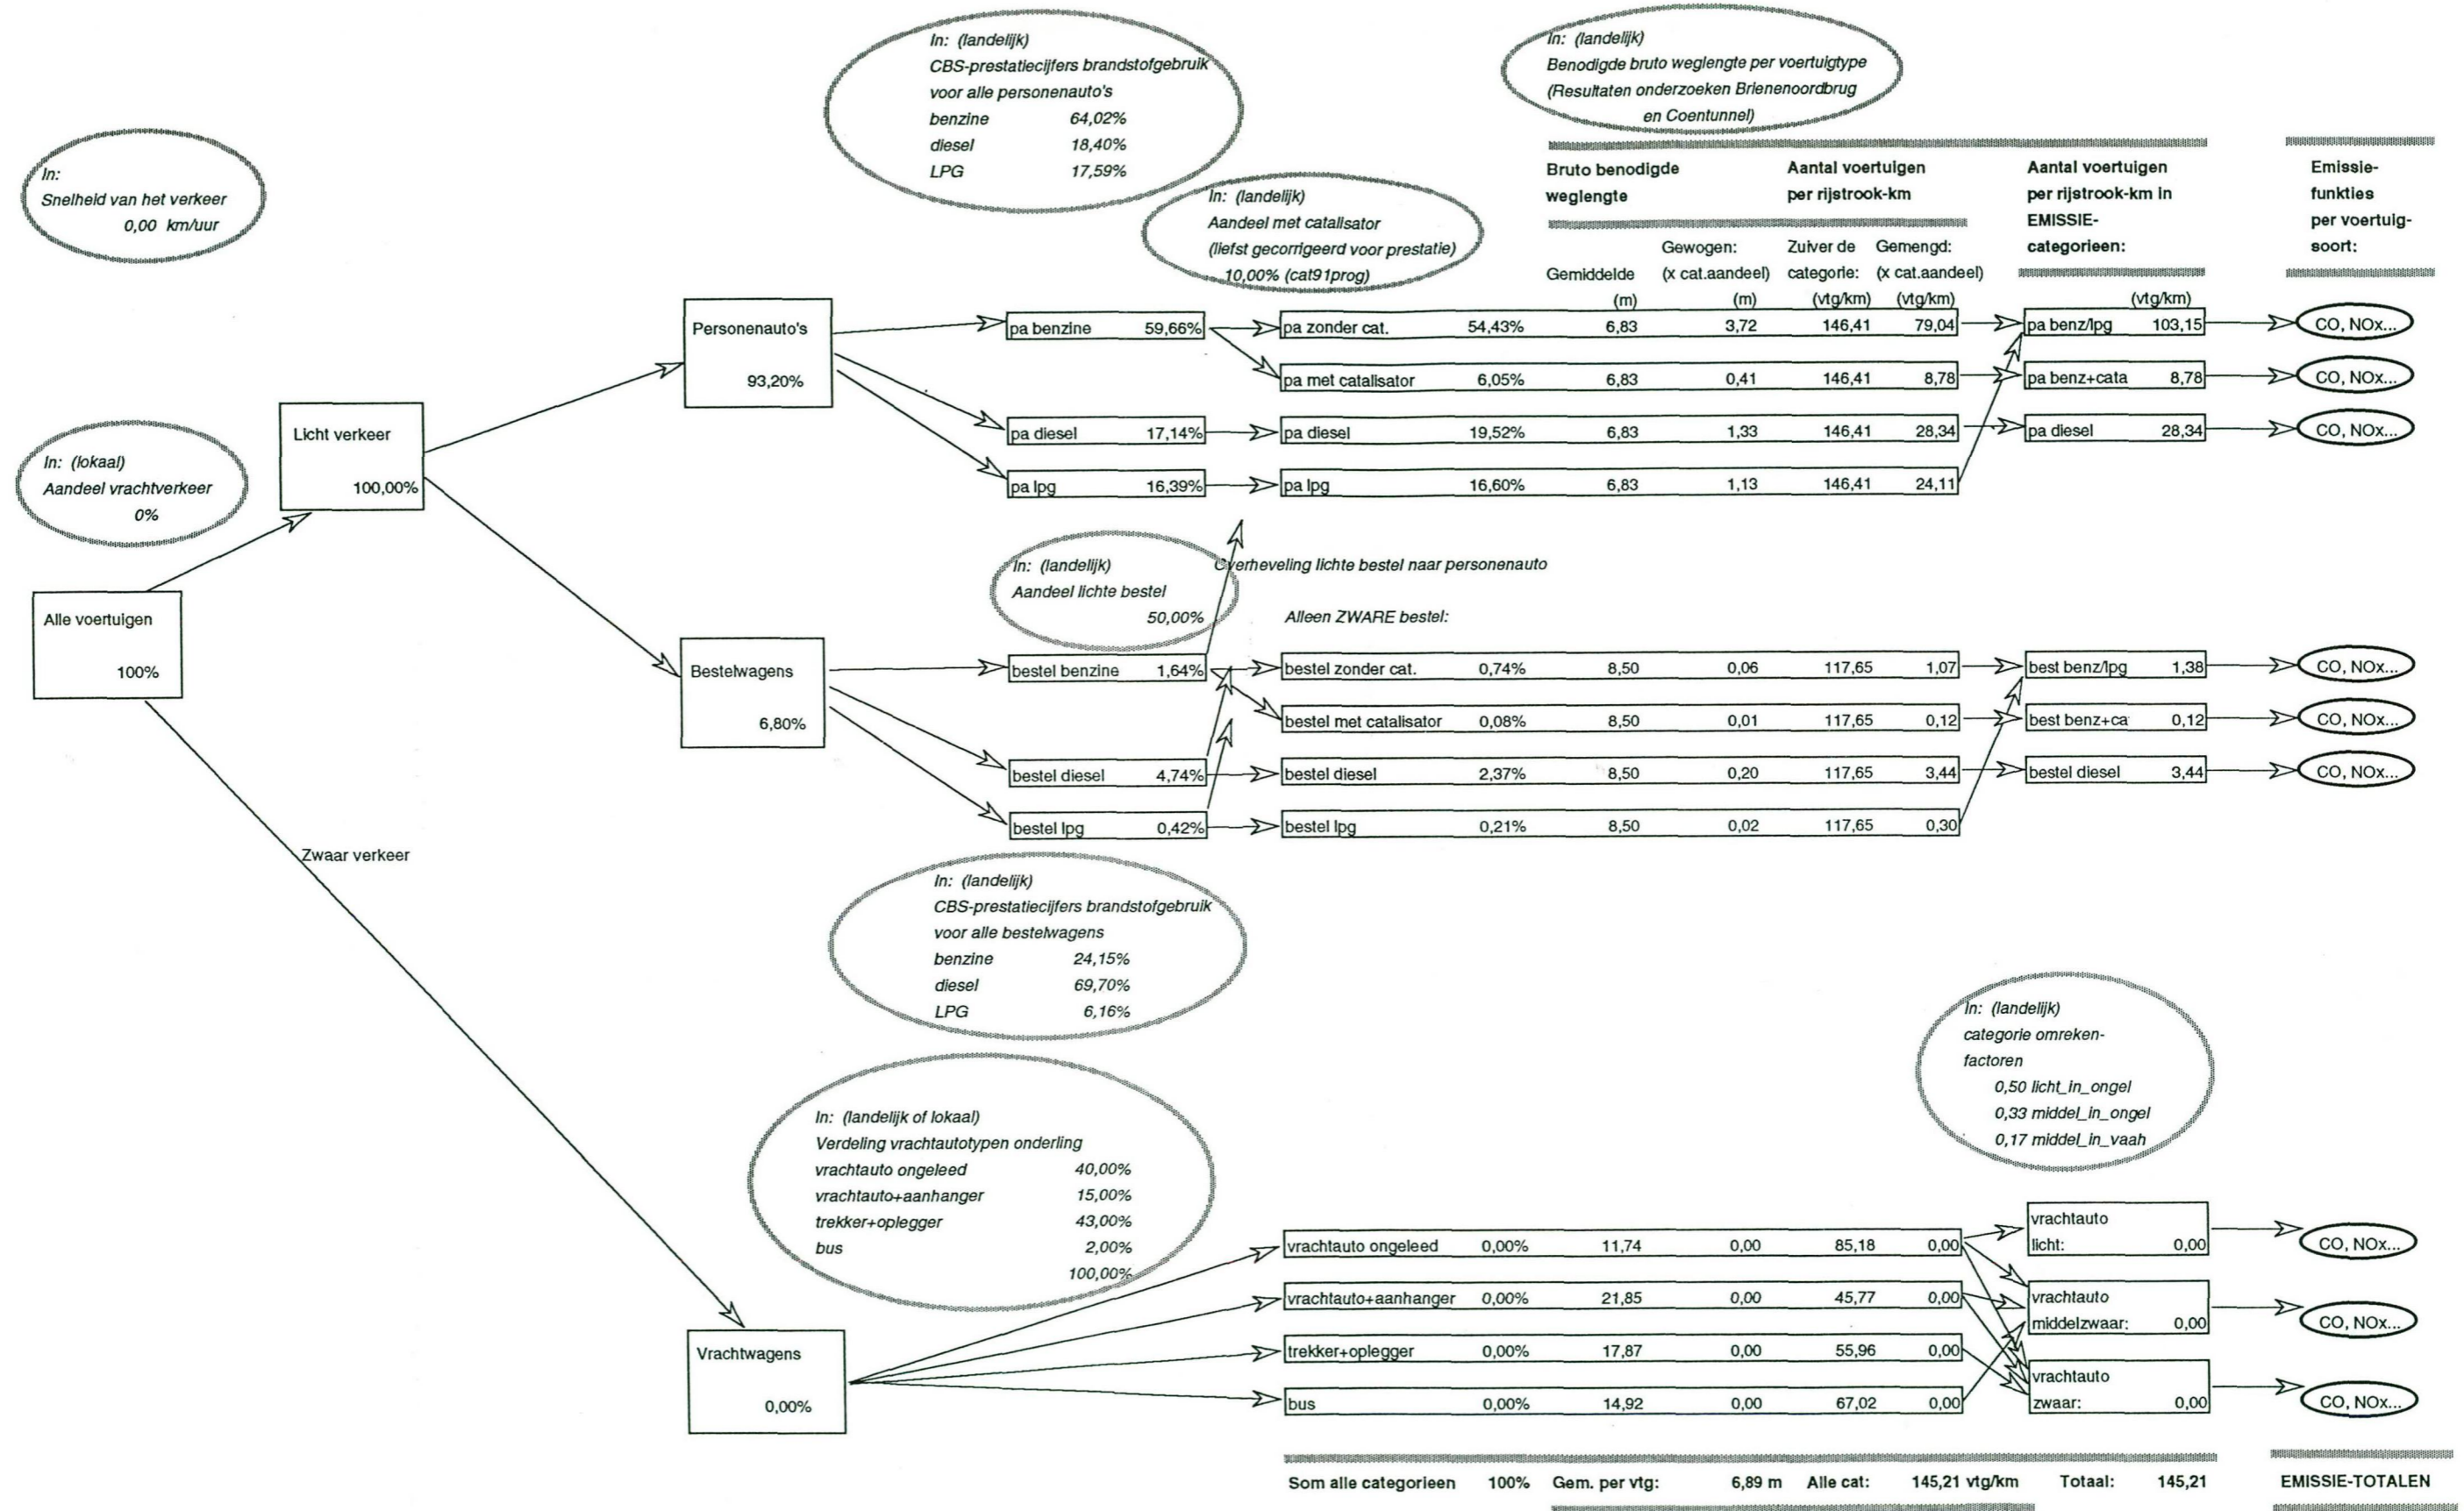 In: (landelijk)
CBS-prestatiecijfers brandstofgebruik
voor alle personenauto's
benzine 64,02%
diesel 18,40%
LPG 17,59%
In: (landelijk)
Benodigde bruto weglengte per voertuigtype
(Resultaten onderzoeken Brienenoordbrug
en Coentunnel)
In:
Snelheid van het verkeer
0,00 km/uur
In: (landelijk)
Aandeel met catalisator
(liefst gecorrigeerd voor prestatie)
10,00% (cat91prog)
Bruto benodigde
weglengte
Aantal voertuigen
per rijstrook-km
Aantal voertuigen
per rijstrook-km in
EMISSIE-
categorieen:
Emissie-
funkties
per voertuig-
soort:
Gemiddelde
(m)
Gewogen:
(x cat.aandeel)
(m)
Zuiver de
categorie:
(vtg/km)
Gemengd:
(x cat.aandeel)
(vtg/km)
(vtg/km)
Personenauto's
93,20%
pa benzine 59,66%
pa zonder cat. 54,43% 6,83 3,72 146,41 79,04
pa benz/lpg 103,15
CO, NOx...
pa met catalisator 6,05% 6,83 0,41 146,41 8,78
pa benz+cata 8,78
CO, NOx...
pa diesel 17,14%
pa diesel 19,52% 6,83 1,33 146,41 28,34
pa diesel 28,34
CO, NOx...
pa lpg 16,39%
pa lpg 16,60% 6,83 1,13 146,41 24,11
Licht verkeer
100,00%
In: (lokaal)
Aandeel vrachtverkeer
0%
Alle voertuigen
100%
In: (landelijk)
Aandeel lichte bestel
50,00%
Overheveling lichte bestel naar personenauto
Alleen ZWARE bestel:
Bestelwagens
6,80%
bestel benzine 1,64%
bestel zonder cat. 0,74% 8,50 0,06 117,65 1,07
best benz/lpg 1,38
CO, NOx...
bestel met catalisator 0,08% 8,50 0,01 117,65 0,12
best benz+ca 0,12
CO, NOx...
bestel diesel 4,74%
bestel diesel 2,37% 8,50 0,20 117,65 3,44
bestel diesel 3,44
CO, NOx...
bestel lpg 0,42%
bestel lpg 0,21% 8,50 0,02 117,65 0,30
Zwaar verkeer
In: (landelijk)
CBS-prestatiecijfers brandstofgebruik
voor alle bestelwagens
benzine 24,15%
diesel 69,70%
LPG 6,16%
In: (landelijk)
categorie omreken-
factoren
0,50 licht_in_ongel
0,33 middel_in_ongel
0,17 middel_in_vaah
In: (landelijk of lokaal)
Verdeling vrachtautotypen onderling
vrachtauto ongeleed 40,00%
vrachtauto+aanhanger 15,00%
trekker+oplegger 43,00%
bus 2,00%
100,00%
Vrachtwagens
0,00%
vrachtauto ongeleed 0,00% 11,74 0,00 85,18 0,00
vrachtauto+aanhanger 0,00% 21,85 0,00 45,77 0,00
trekker+oplegger 0,00% 17,87 0,00 55,96 0,00
bus 0,00% 14,92 0,00 67,02 0,00
vrachtauto
licht: 0,00
CO, NOx...
vrachtauto
middelzwaar: 0,00
CO, NOx...
vrachtauto
zwaar: 0,00
CO, NOx...
Som alle categorieen 100% Gem. per vtg: 6,89 m Alle cat: 145,21 vtg/km Totaal: 145,21 EMISSIE-TOTALEN